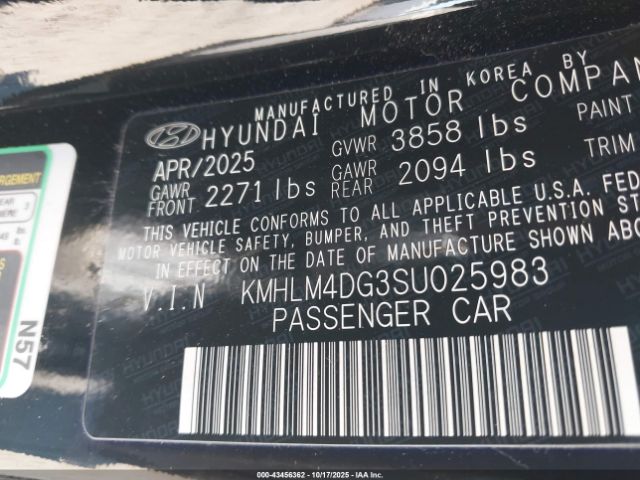 MANUFACTURED IN KOREA BY
HYUNDAI MOTOR COMPAN
APR/2025 GVWR 3858 lbs PAINT
GAWR FRONT 2271 lbs GAWR REAR 2094 lbs TRIM
THIS VEHICLE CONFORMS TO ALL APPLICABLE U.S.A. FED
MOTOR VEHICLE SAFETY, BUMPER, AND THEFT PREVENTION ST
IN EFFECT ON THE DATE OF MANUFACTURE SHOWN ABO
V.I.N KMHLM4DG3SU025983
PASSENGER CAR
ARGEMENT
N57
000-43456362 | 10/17/2025 | IAA Inc.